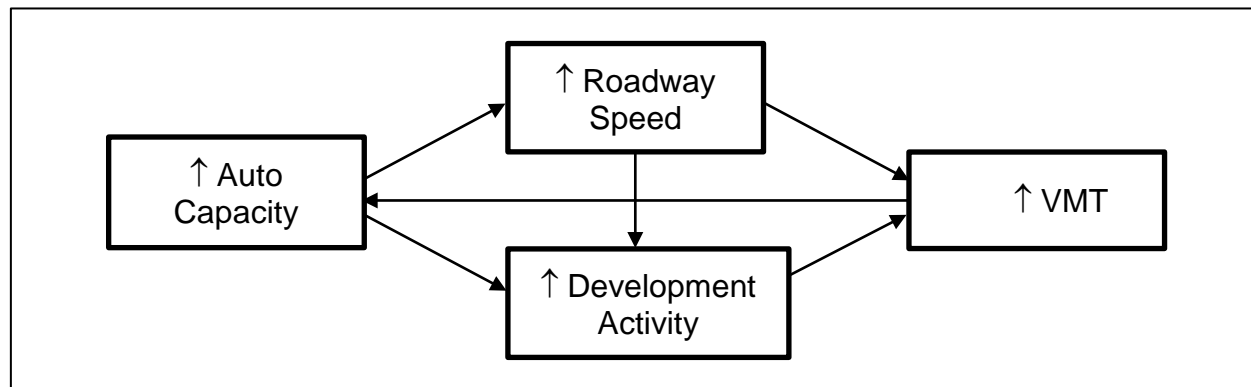 ↑ Roadway
Speed
↑ Auto
Capacity
↑ VMT
↑ Development
Activity